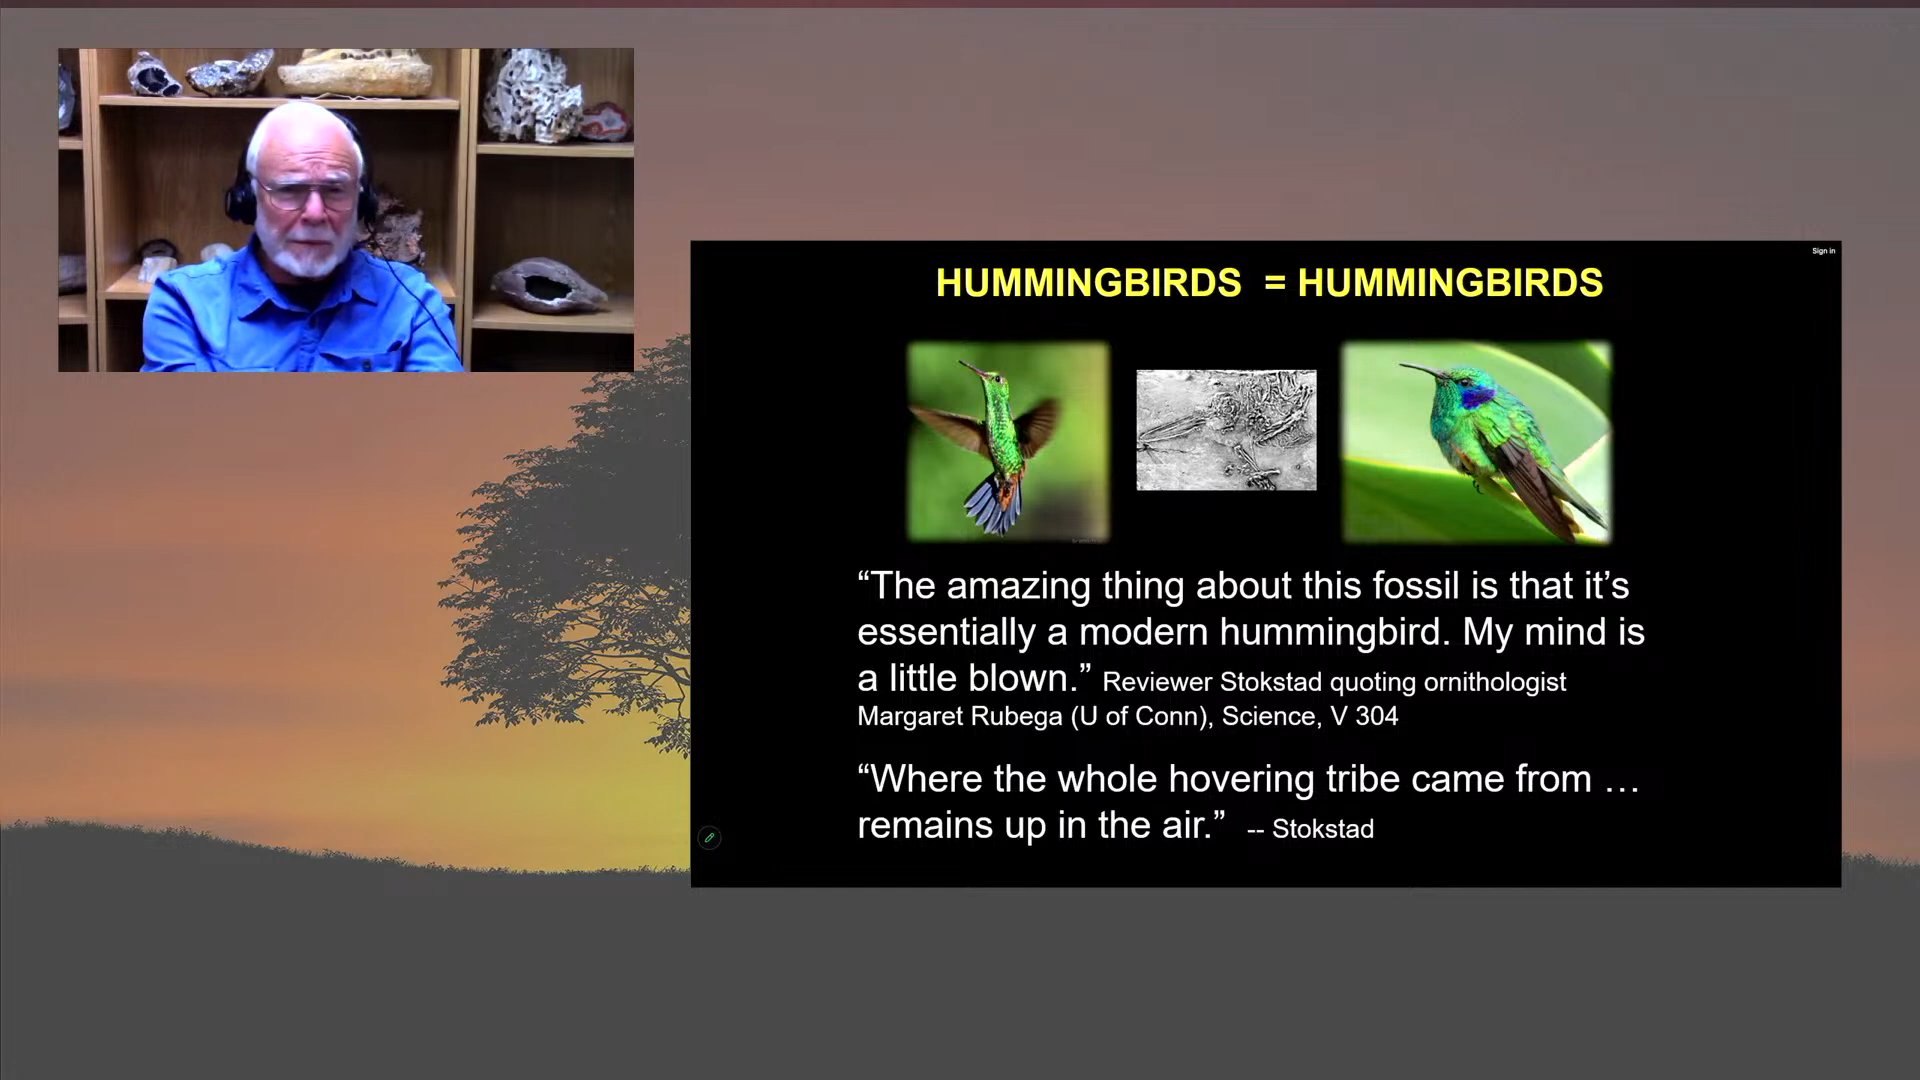 Sign in
HUMMINGBIRDS = HUMMINGBIRDS
“The amazing thing about this fossil is that it’s
essentially a modern hummingbird. My mind is
a little blown.” Reviewer Stokstad quoting ornithologist
Margaret Rubega (U of Conn), Science, V 304
“Where the whole hovering tribe came from …
remains up in the air.” -- Stokstad